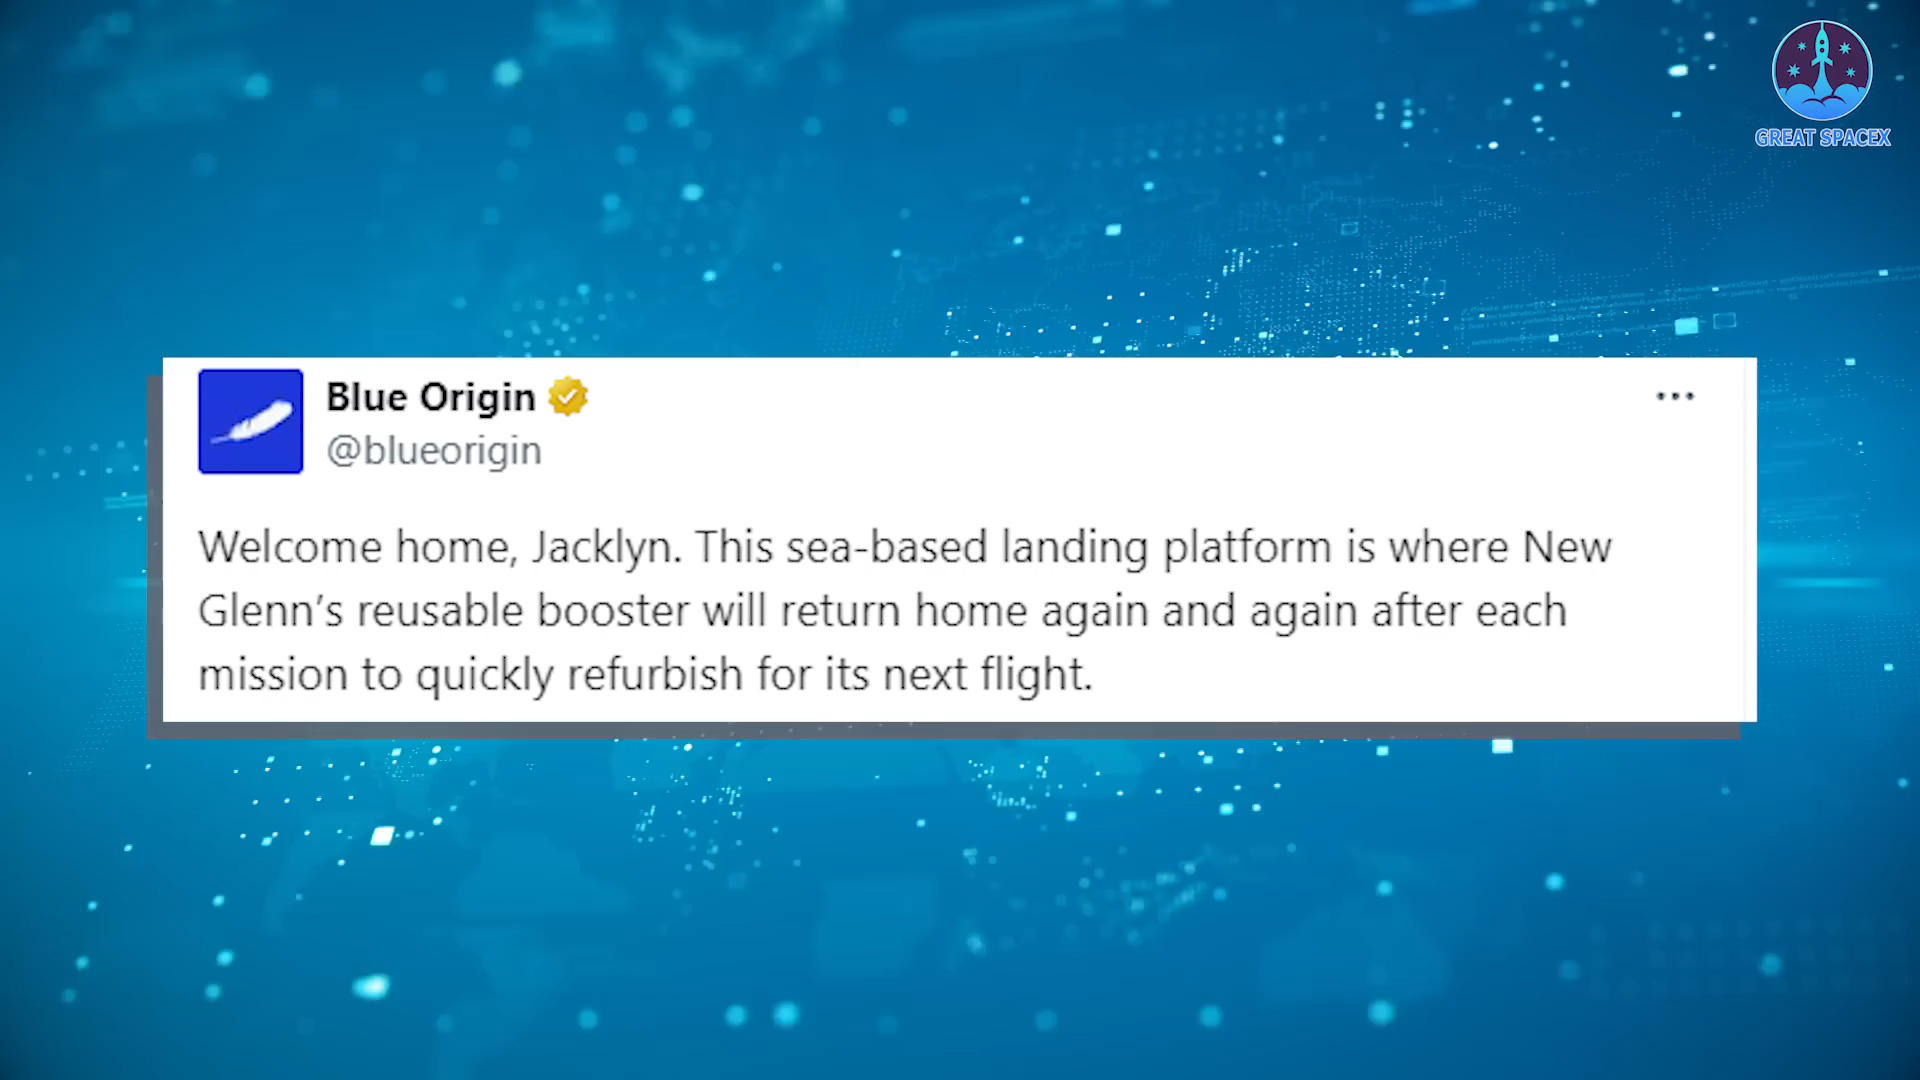 GREAT SPACEX
Blue Origin
@blueorigin
Welcome home, Jacklyn. This sea-based landing platform is where New
Glenn’s reusable booster will return home again and again after each
mission to quickly refurbish for its next flight.